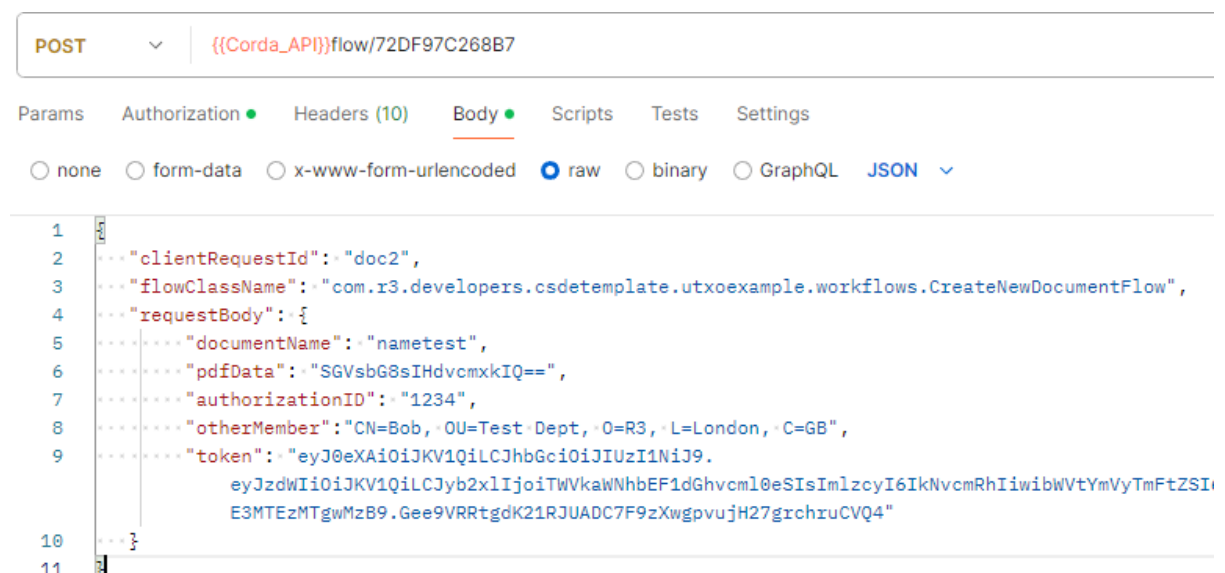 POST {{Corda_API}}flow/72DF97C268B7
Params Authorization Headers (10) Body Scripts Tests Settings
none form-data x-www-form-urlencoded raw binary GraphQL JSON
1 {
2 "clientRequestId": "doc2",
3 "flowClassName": "com.r3.developers.csdetemplate.utxoexample.workflows.CreateNewDocumentFlow",
4 "requestBody": {
5 "documentName": "nametest",
6 "pdfData": "SGVsbG8sIHdvcmxkIQ==",
7 "authorizationID": "1234",
8 "otherMember":"CN=Bob, OU=Test Dept, O=R3, L=London, C=GB",
9 "token": "eyJ0eXAiOiJKV1QiLCJhbGciOiJIUzI1NiJ9.
eyJzdWIiOiJKV1QiLCJyb2xlIjoiTWVkaWNhbEF1dGhvcml0eSIsImlzcyI6IkNvcmRhIiwibWVtYmVyTmFtZSI6
E3MTEzMTgwMzB9.Gee9VRRtgdK21RJUADC7F9zXwgpvujH27grchruCVQ4"
10 }
11 }